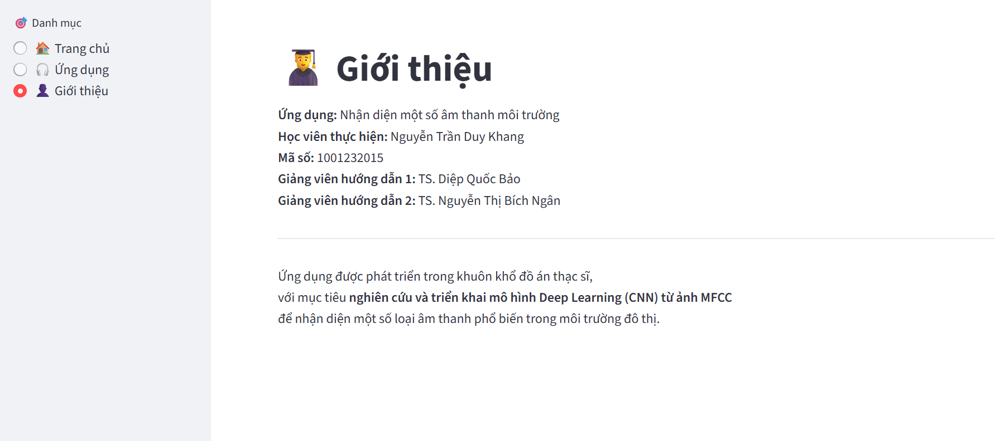 Danh mục
Trang chủ
Ứng dụng
Giới thiệu
Giới thiệu
Ứng dụng: Nhận diện một số âm thanh môi trường
Học viên thực hiện: Nguyễn Trần Duy Khang
Mã số: 1001232015
Giảng viên hướng dẫn 1: TS. Diệp Quốc Bảo
Giảng viên hướng dẫn 2: TS. Nguyễn Thị Bích Ngân
Ứng dụng được phát triển trong khuôn khổ đồ án thạc sĩ,
với mục tiêu nghiên cứu và triển khai mô hình Deep Learning (CNN) từ ảnh MFCC
để nhận diện một số loại âm thanh phổ biến trong môi trường đô thị.